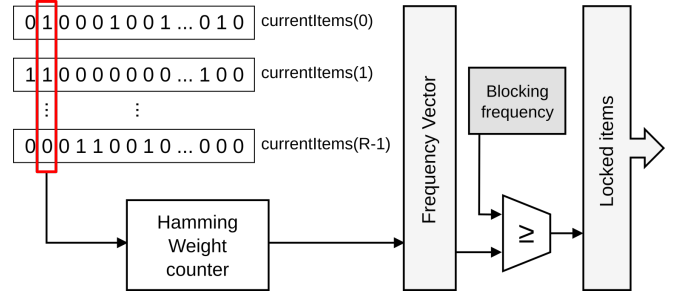 0 1 0 0 0 1 0 0 1 ... 0 1 0 currentItems(0)
1 1 0 0 0 0 0 0 0 ... 1 0 0 currentItems(1)
⋮ ⋮
0 0 0 1 1 0 0 1 0 ... 0 0 0 currentItems(R-1)
Hamming
Weight
counter
Frequency Vector
Blocking
frequency
≥
Locked items